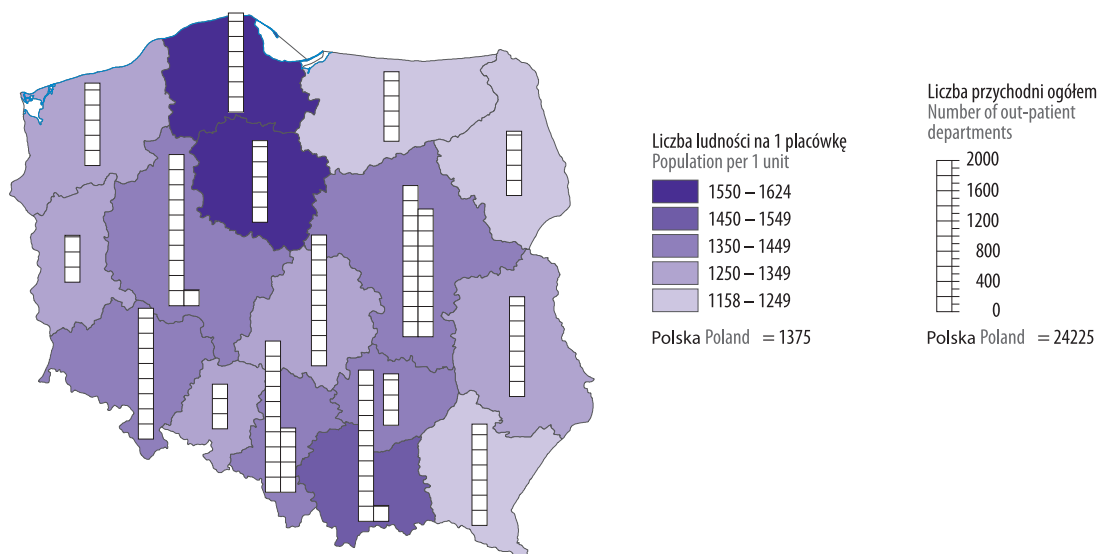 Liczba ludności na 1 placówkę
Population per 1 unit
1550 – 1624
1450 – 1549
1350 – 1449
1250 – 1349
1158 – 1249
Polska Poland = 1375
Liczba przychodni ogółem
Number of out-patient
departments
2000
1600
1200
800
400
0
Polska Poland = 24225